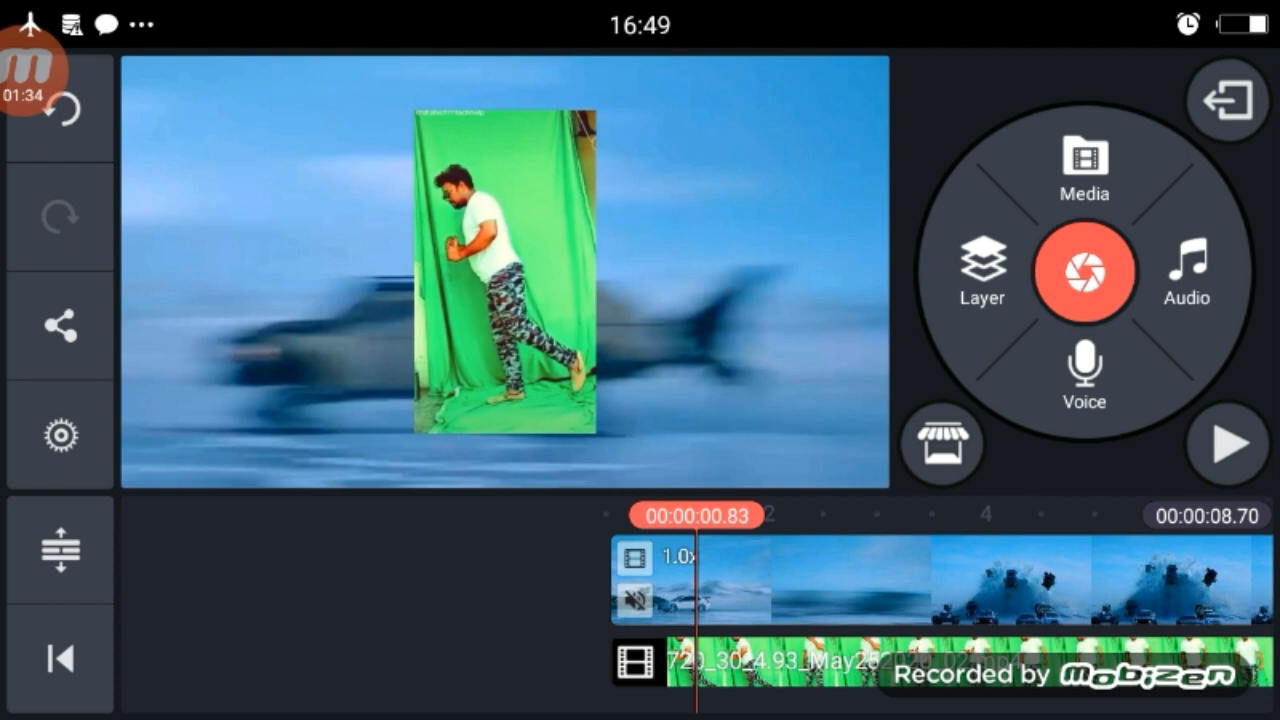 16:49
m
01:34
Media
Layer
Audio
Voice
00:00:00.83
2
4
00:00:08.70
1.0x
Recorded by mobizen